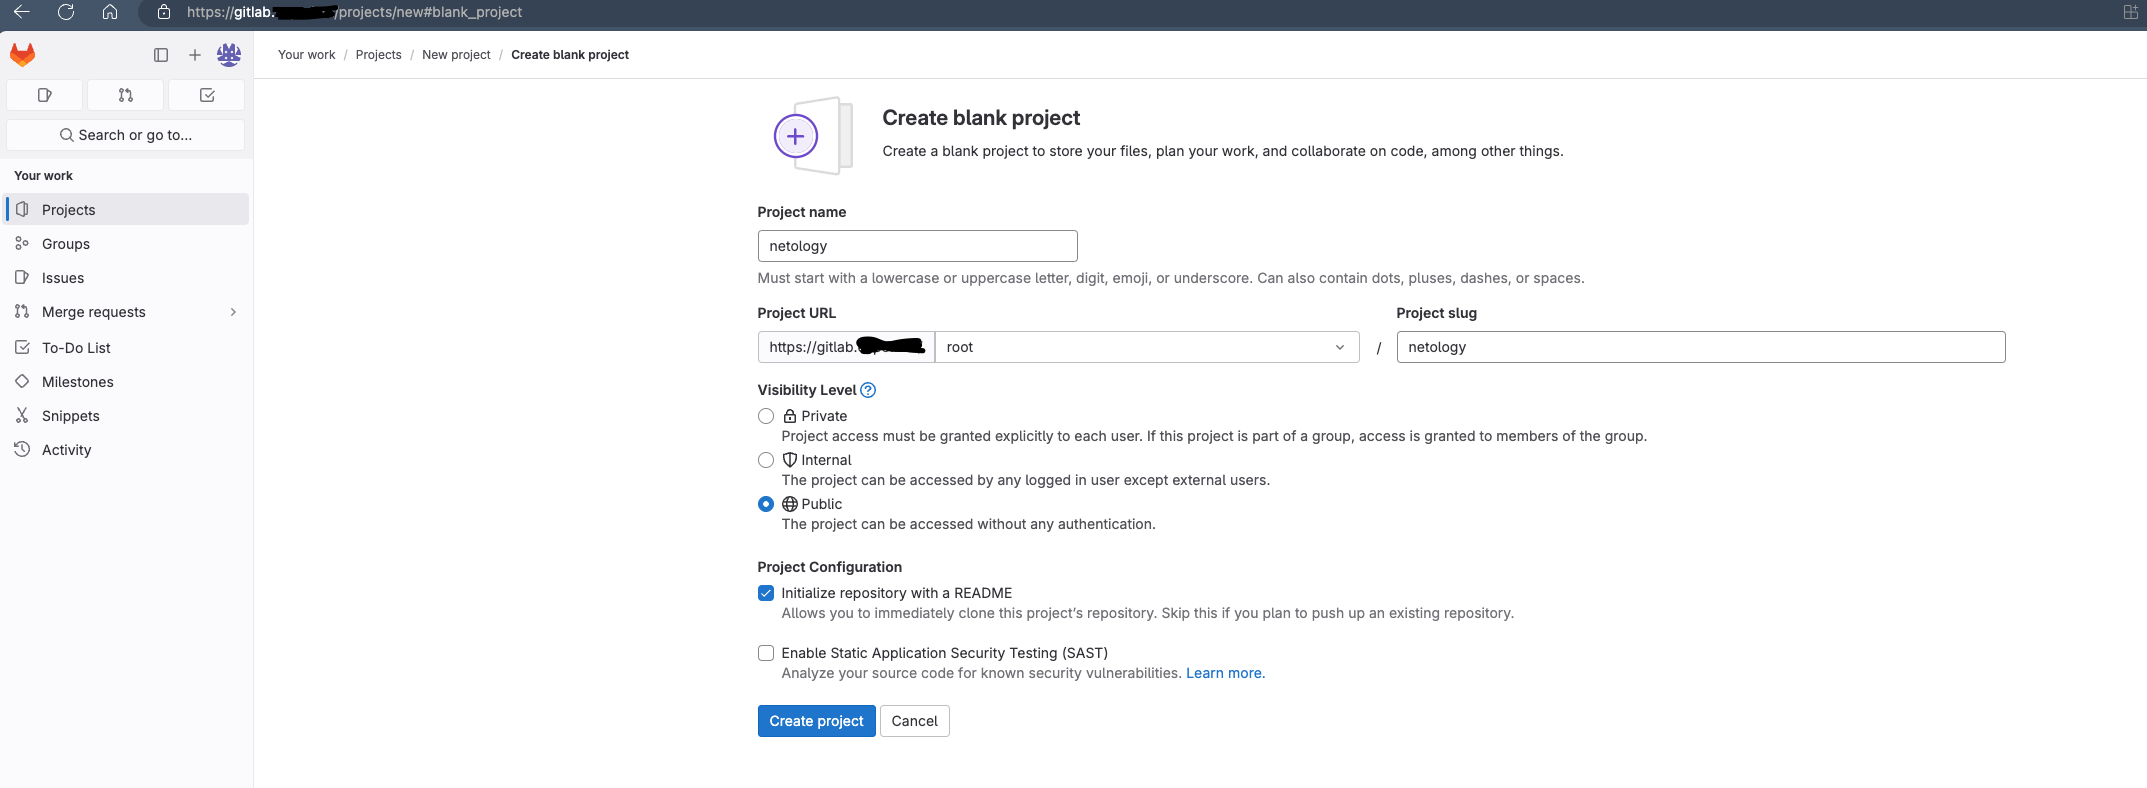 https://gitlab. /projects/new#blank_project
Your work / Projects / New project / Create blank project
Search or go to...
Your work
Projects
Groups
Issues
Merge requests
To-Do List
Milestones
Snippets
Activity
Create blank project
Create a blank project to store your files, plan your work, and collaborate on code, among other things.
Project name
netology
Must start with a lowercase or uppercase letter, digit, emoji, or underscore. Can also contain dots, pluses, dashes, or spaces.
Project URL
https://gitlab. root
/
Project slug
netology
Visibility Level
Private
Project access must be granted explicitly to each user. If this project is part of a group, access is granted to members of the group.
Internal
The project can be accessed by any logged in user except external users.
Public
The project can be accessed without any authentication.
Project Configuration
Initialize repository with a README
Allows you to immediately clone this project’s repository. Skip this if you plan to push up an existing repository.
Enable Static Application Security Testing (SAST)
Analyze your source code for known security vulnerabilities. Learn more.
Create project
Cancel